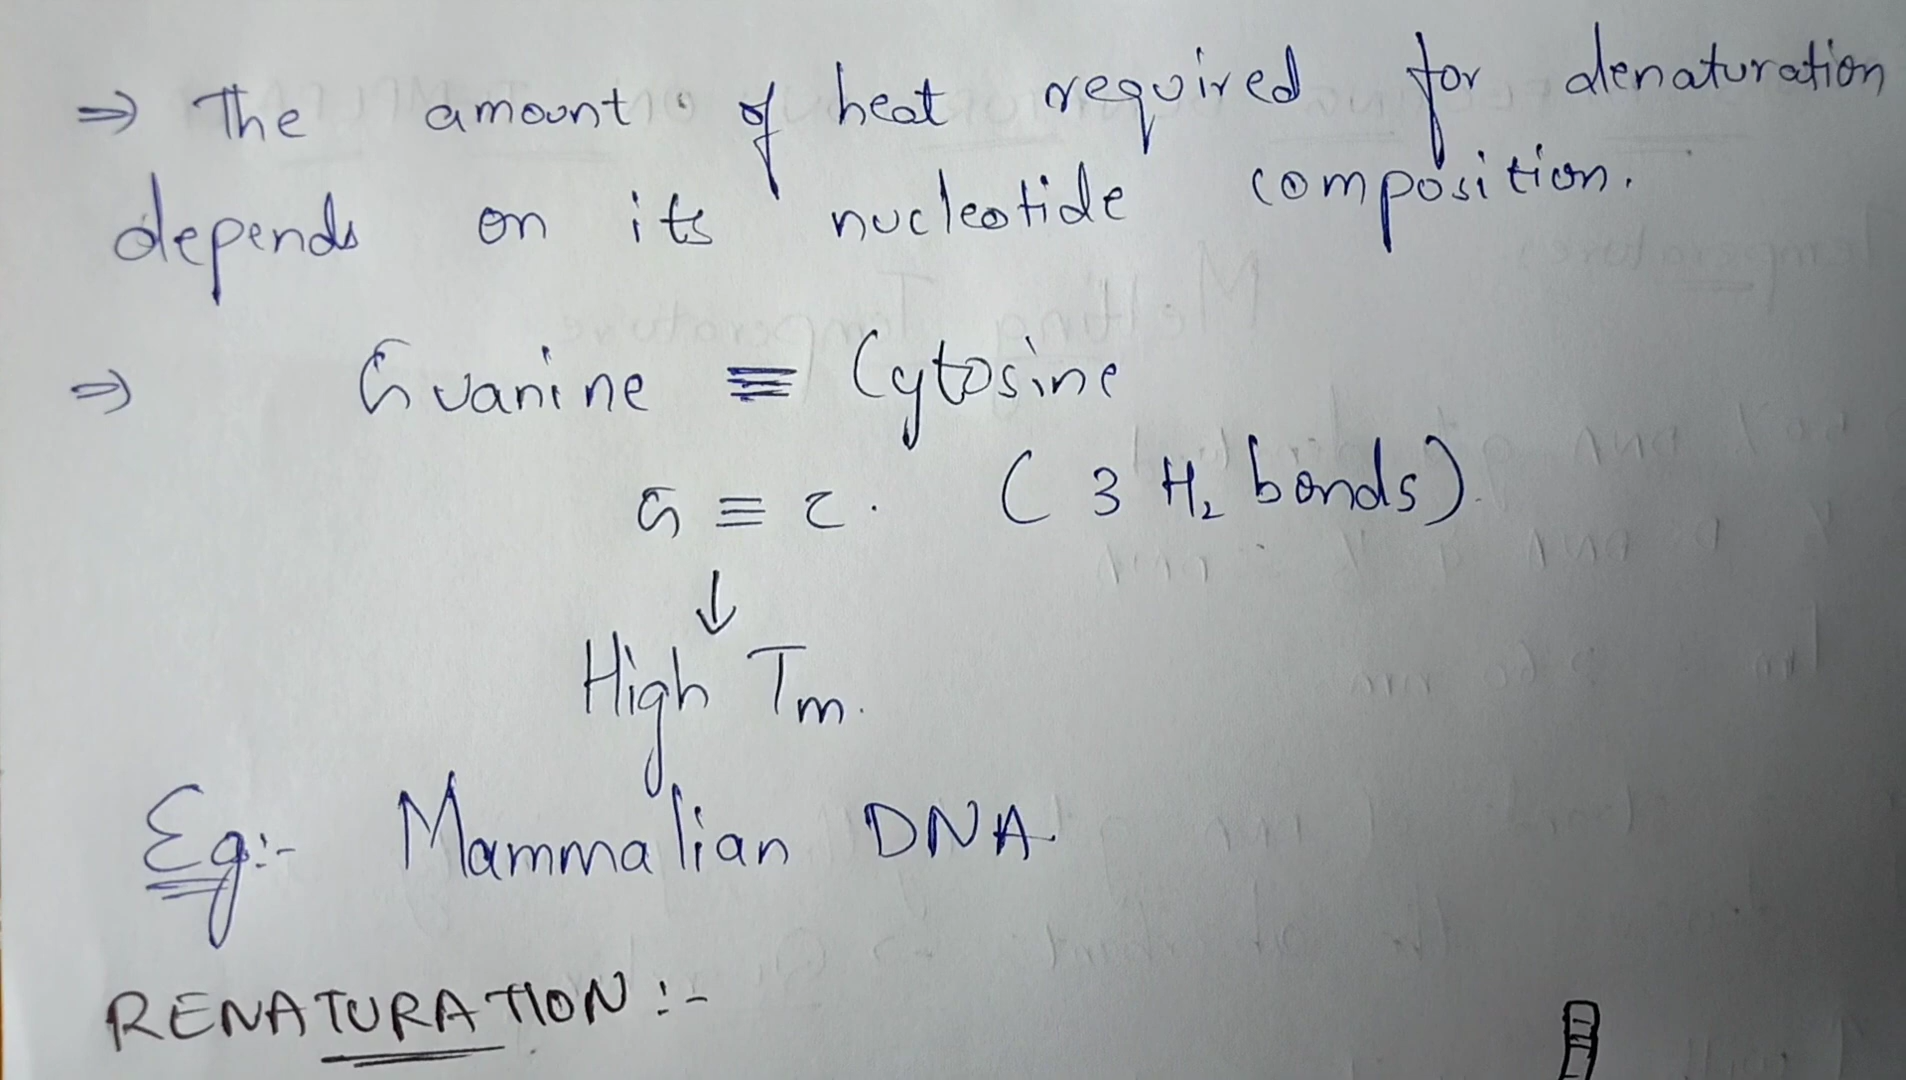 ⇒ The amount of heat required for denaturation
depends on its nucleotide composition.
⇒ Guanine ≡ Cytosine
G ≡ C. (3 H₂ bonds).
↓
High Tm.
Eg:- Mammalian DNA
RENATURATION :-